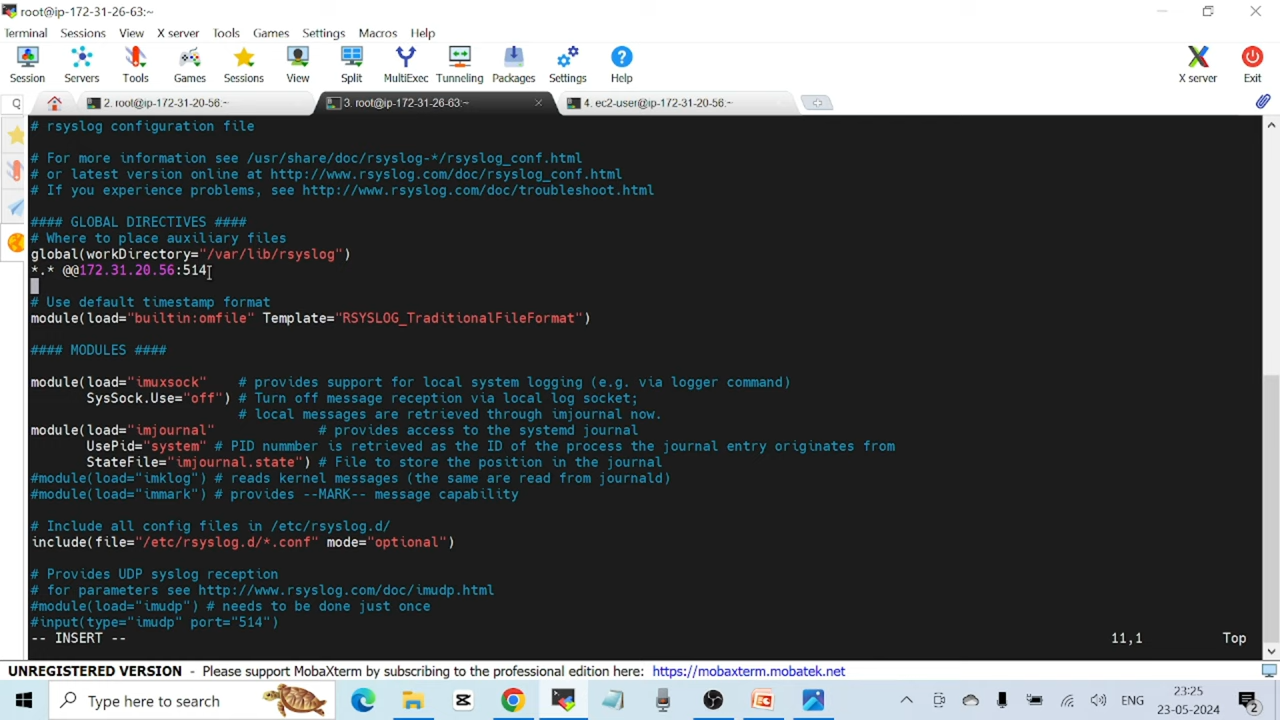 root@ip-172-31-26-63:~
Terminal Sessions View X server Tools Games Settings Macros Help
Session Servers Tools Games Sessions View Split MultiExec Tunneling Packages Settings Help X server Exit
2. root@ip-172-31-20-56:~ 3. root@ip-172-31-26-63:~ 4. ec2-user@ip-172-31-20-56:~
# rsyslog configuration file
# For more information see /usr/share/doc/rsyslog-*/rsyslog_conf.html
# or latest version online at http://www.rsyslog.com/doc/rsyslog_conf.html
# If you experience problems, see http://www.rsyslog.com/doc/troubleshoot.html
#### GLOBAL DIRECTIVES ####
# Where to place auxiliary files
global(workDirectory="/var/lib/rsyslog")
*.* @@172.31.20.56:514
# Use default timestamp format
module(load="builtin:omfile" Template="RSYSLOG_TraditionalFileFormat")
#### MODULES ####
module(load="imuxsock" # provides support for local system logging (e.g. via logger command)
SysSock.Use="off") # Turn off message reception via local log socket;
# local messages are retrieved through imjournal now.
module(load="imjournal" # provides access to the systemd journal
UsePid="system" # PID nummber is retrieved as the ID of the process the journal entry originates from
StateFile="imjournal.state") # File to store the position in the journal
#module(load="imklog") # reads kernel messages (the same are read from journald)
#module(load="immark") # provides --MARK-- message capability
# Include all config files in /etc/rsyslog.d/
include(file="/etc/rsyslog.d/*.conf" mode="optional")
# Provides UDP syslog reception
# for parameters see http://www.rsyslog.com/doc/imudp.html
#module(load="imudp") # needs to be done just once
#input(type="imudp" port="514")
-- INSERT -- 11,1 Top
UNREGISTERED VERSION - Please support MobaXterm by subscribing to the professional edition here: https://mobaxterm.mobatek.net
Type here to search ENG 23:25
23-05-2024 2